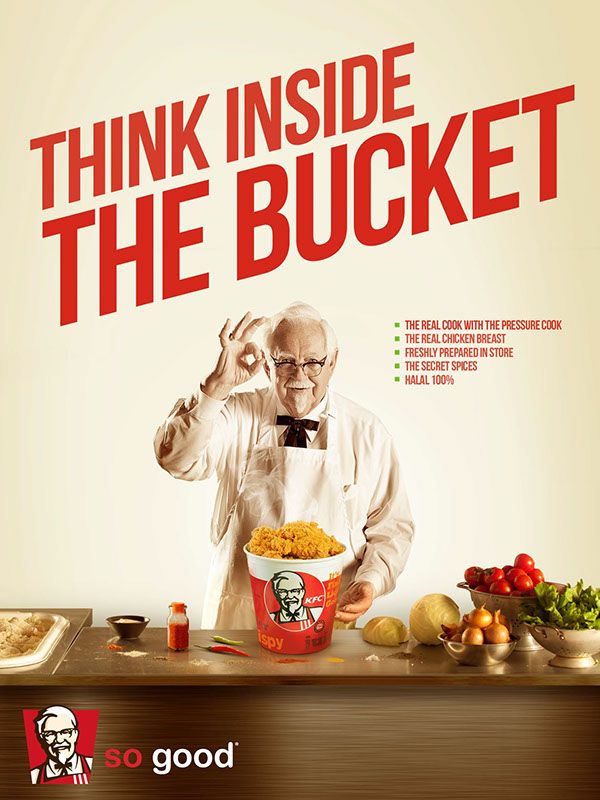 THINK INSIDE
THE BUCKET
THE REAL COOK WITH THE PRESSURE COOK
THE REAL CHICKEN BREAST
FRESHLY PREPARED IN STORE
THE SECRET SPICES
HALAL 100%
KFC
so good®